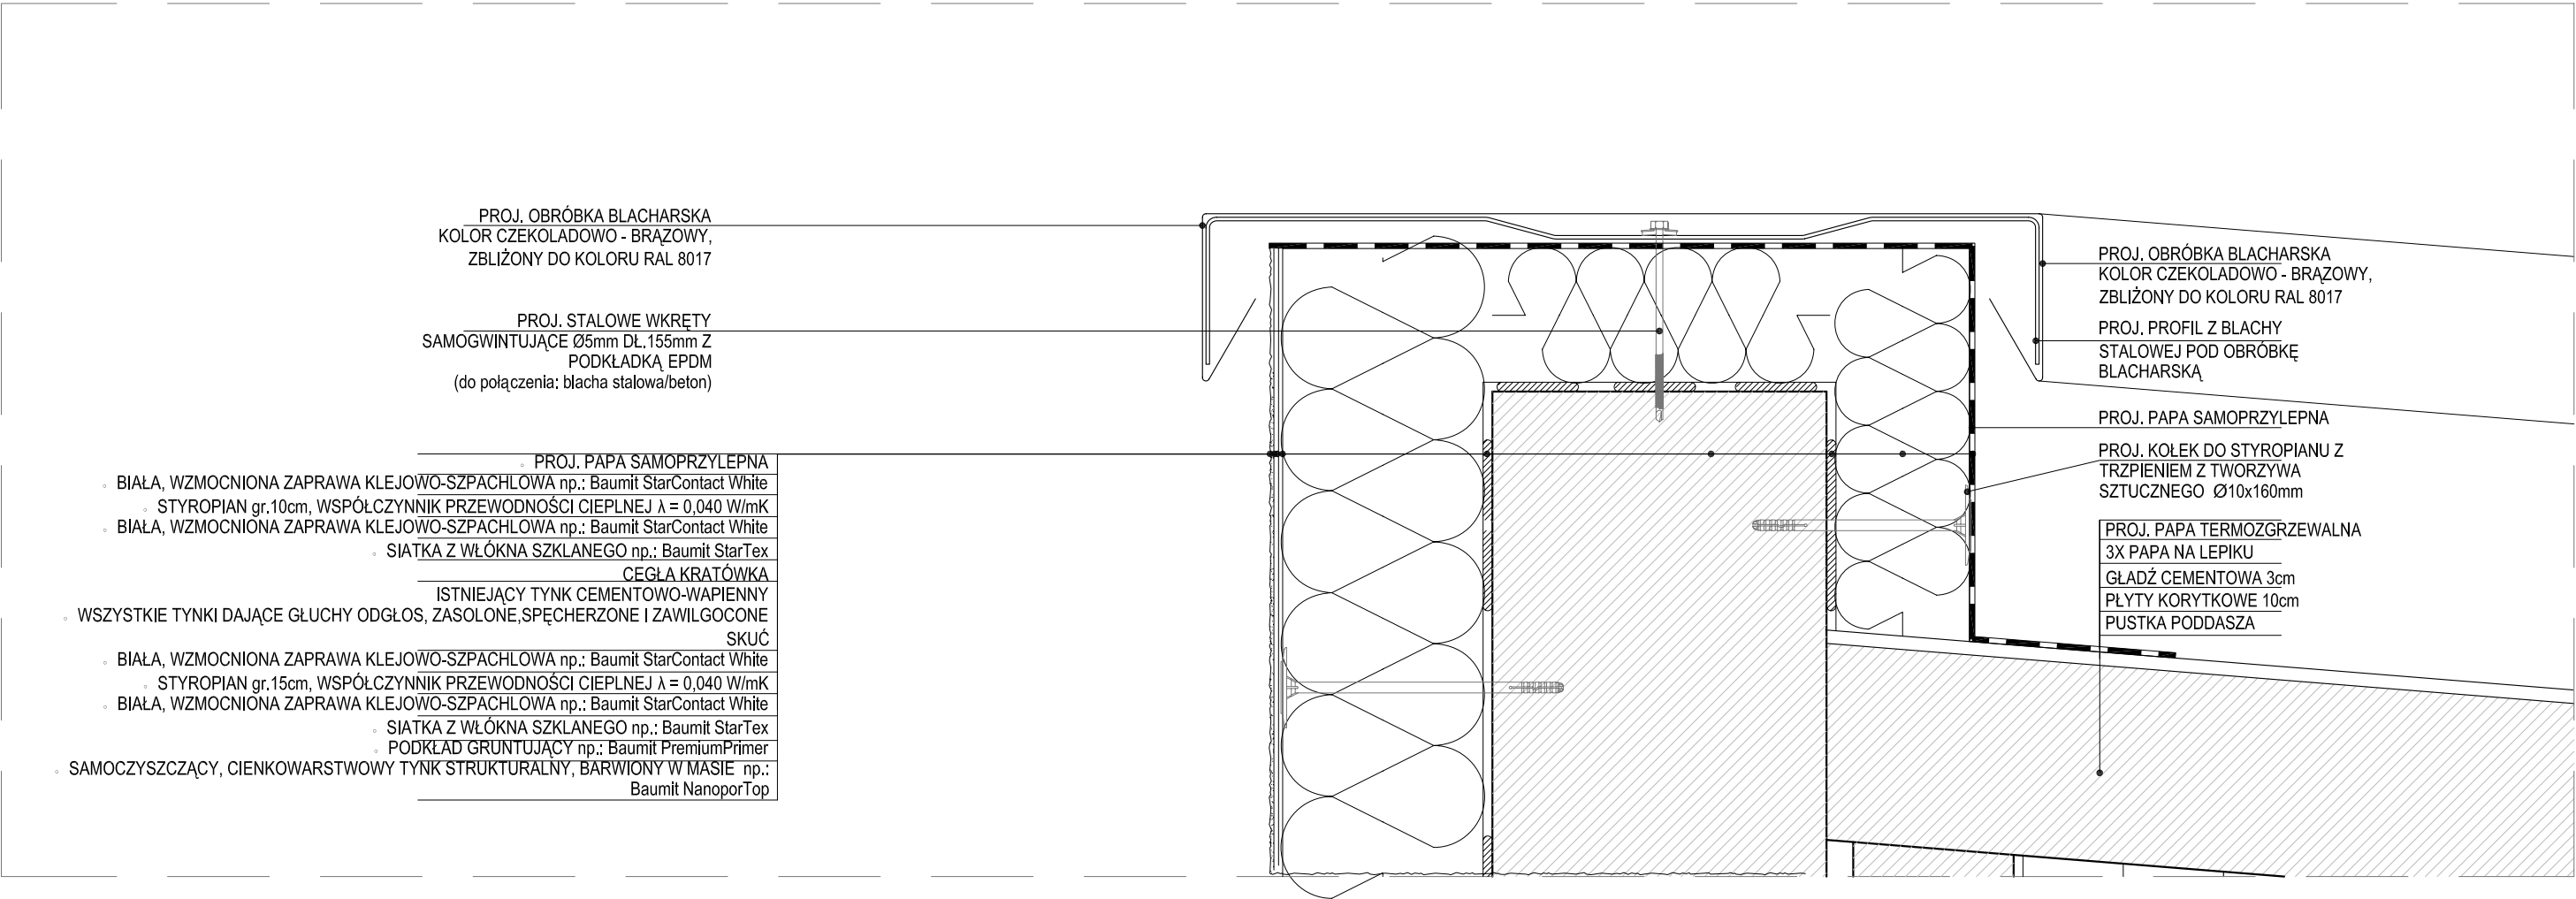 PROJ. OBRÓBKA BLACHARSKA
KOLOR CZEKOLADOWO - BRĄZOWY,
ZBLIŻONY DO KOLORU RAL 8017
PROJ. STALOWE WKRĘTY
SAMOGWINTUJĄCE Ø5mm DŁ.155mm Z
PODKŁADKĄ EPDM
(do połączenia: blacha stalowa/beton)
PROJ. PAPA SAMOPRZYLEPNA
BIAŁA, WZMOCNIONA ZAPRAWA KLEJOWO-SZPACHLOWA np.: Baumit StarContact White
STYROPIAN gr.10cm, WSPÓŁCZYNNIK PRZEWODNOŚCI CIEPLNEJ λ = 0,040 W/mK
BIAŁA, WZMOCNIONA ZAPRAWA KLEJOWO-SZPACHLOWA np.: Baumit StarContact White
SIATKA Z WŁÓKNA SZKLANEGO np.: Baumit StarTex
CEGŁA KRATÓWKA
ISTNIEJĄCY TYNK CEMENTOWO-WAPIENNY
WSZYSTKIE TYNKI DAJĄCE GŁUCHY ODGŁOS, ZASOLONE,SPĘCHERZONE I ZAWILGOCONE
SKUĆ
BIAŁA, WZMOCNIONA ZAPRAWA KLEJOWO-SZPACHLOWA np.: Baumit StarContact White
STYROPIAN gr.15cm, WSPÓŁCZYNNIK PRZEWODNOŚCI CIEPLNEJ λ = 0,040 W/mK
BIAŁA, WZMOCNIONA ZAPRAWA KLEJOWO-SZPACHLOWA np.: Baumit StarContact White
SIATKA Z WŁÓKNA SZKLANEGO np.: Baumit StarTex
PODKŁAD GRUNTUJĄCY np.: Baumit PremiumPrimer
SAMOCZYSZCZĄCY, CIENKOWARSTWOWY TYNK STRUKTURALNY, BARWIONY W MASIE np.:
Baumit NanoporTop
PROJ. OBRÓBKA BLACHARSKA
KOLOR CZEKOLADOWO - BRĄZOWY,
ZBLIŻONY DO KOLORU RAL 8017
PROJ. PROFIL Z BLACHY
STALOWEJ POD OBRÓBKĘ
BLACHARSKĄ
PROJ. PAPA SAMOPRZYLEPNA
PROJ. KOŁEK DO STYROPIANU Z
TRZPIENIEM Z TWORZYWA
SZTUCZNEGO Ø10x160mm
PROJ. PAPA TERMOZGRZEWALNA
3X PAPA NA LEPIKU
GŁADŹ CEMENTOWA 3cm
PŁYTY KORYTKOWE 10cm
PUSTKA PODDASZA